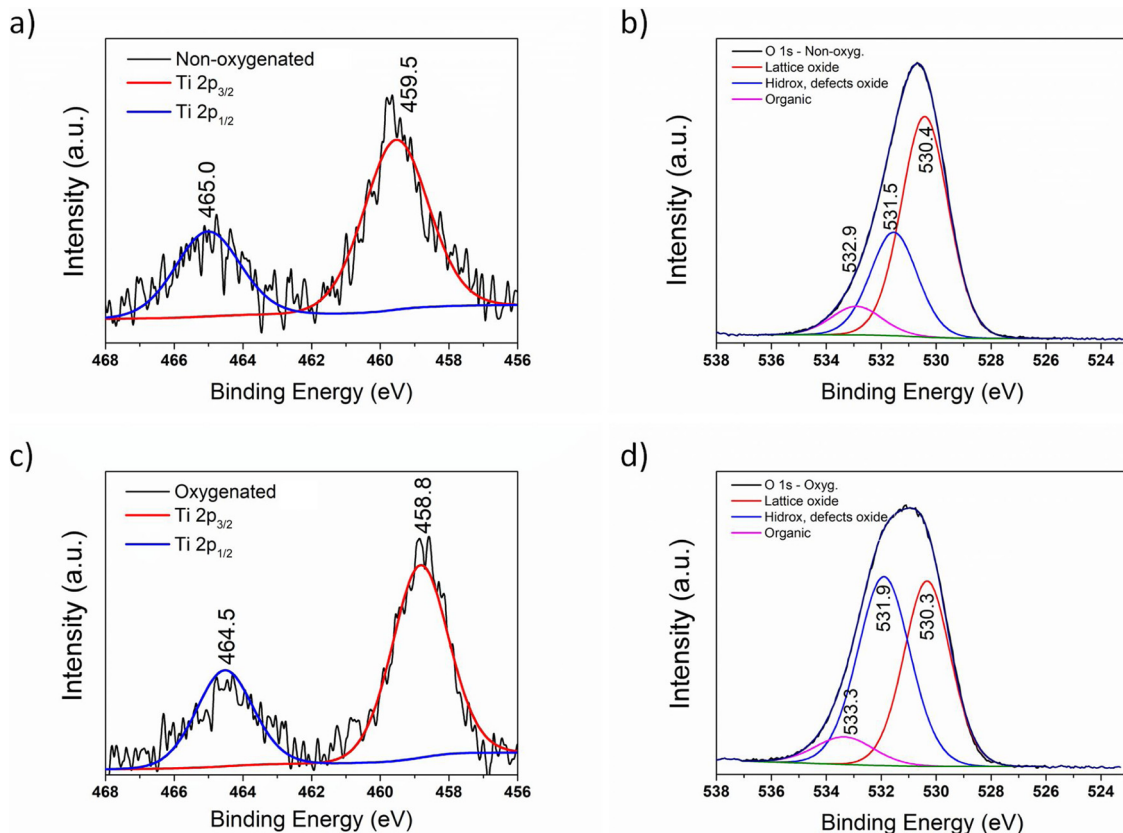 a)
Non-oxygenated
Ti 2p3/2
Ti 2p1/2
465.0
459.5
Intensity (a.u.)
468 466 464 462 460 458 456
Binding Energy (eV)
b)
O 1s - Non-oxyg.
Lattice oxide
Hidrox, defects oxide
Organic
532.9
531.5
530.4
Intensity (a.u.)
538 536 534 532 530 528 526 524
Binding Energy (eV)
c)
Oxygenated
Ti 2p3/2
Ti 2p1/2
464.5
458.8
Intensity (a.u.)
468 466 464 462 460 458 456
Binding Energy (eV)
d)
O 1s - Oxyg.
Lattice oxide
Hidrox, defects oxide
Organic
533.3
531.9
530.3
Intensity (a.u.)
538 536 534 532 530 528 526 524
Binding Energy (eV)